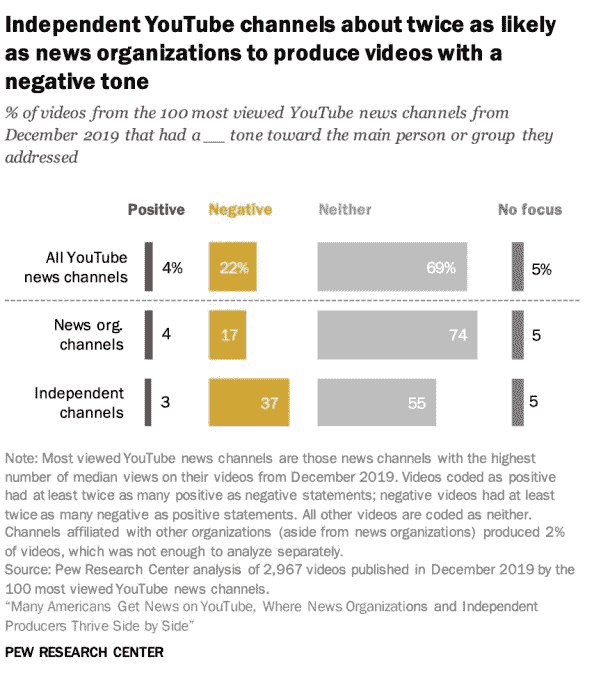 Independent YouTube channels about twice as likely
as news organizations to produce videos with a
negative tone
% of videos from the 100 most viewed YouTube news channels from
December 2019 that had a __ tone toward the main person or group they
addressed
Positive Negative Neither No focus
All YouTube
news channels 4% 22% 69% 5%
News org.
channels 4 17 74 5
Independent
channels 3 37 55 5
Note: Most viewed YouTube news channels are those news channels with the highest
number of median views on their videos from December 2019. Videos coded as positive
had at least twice as many positive as negative statements; negative videos had at least
twice as many negative as positive statements. All other videos are coded as neither.
Channels affiliated with other organizations (aside from news organizations) produced 2%
of videos, which was not enough to analyze separately.
Source: Pew Research Center analysis of 2,967 videos published in December 2019 by the
100 most viewed YouTube news channels.
“Many Americans Get News on YouTube, Where News Organizations and Independent
Producers Thrive Side by Side”
PEW RESEARCH CENTER